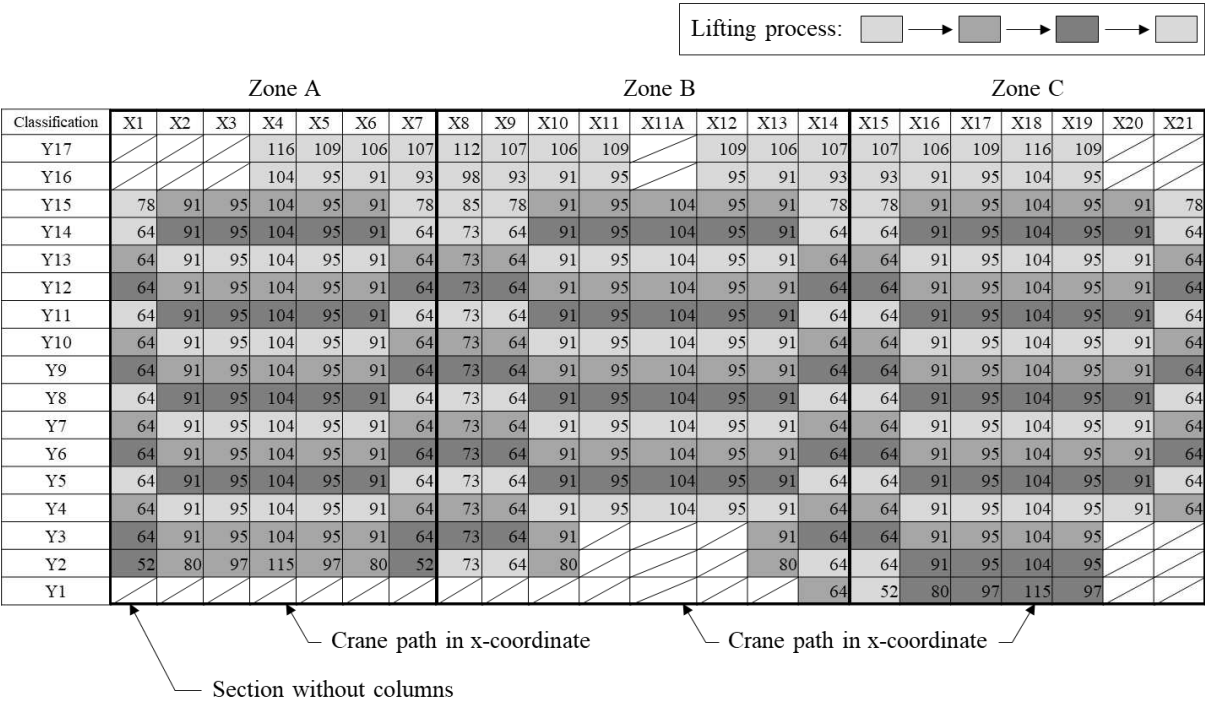 Lifting process:
Zone A Zone B Zone C
Classification X1 X2 X3 X4 X5 X6 X7 X8 X9 X10 X11 X11A X12 X13 X14 X15 X16 X17 X18 X19 X20 X21
Y17 116 109 106 107 112 107 106 109 109 106 107 107 106 109 116 109
Y16 104 95 91 93 98 93 91 95 95 91 93 93 91 95 104 95
Y15 78 91 95 104 95 91 78 85 78 91 95 104 95 91 78 78 91 95 104 95 91 78
Y14 64 91 95 104 95 91 64 73 64 91 95 104 95 91 64 64 91 95 104 95 91 64
Y13 64 91 95 104 95 91 64 73 64 91 95 104 95 91 64 64 91 95 104 95 91 64
Y12 64 91 95 104 95 91 64 73 64 91 95 104 95 91 64 64 91 95 104 95 91 64
Y11 64 91 95 104 95 91 64 73 64 91 95 104 95 91 64 64 91 95 104 95 91 64
Y10 64 91 95 104 95 91 64 73 64 91 95 104 95 91 64 64 91 95 104 95 91 64
Y9 64 91 95 104 95 91 64 73 64 91 95 104 95 91 64 64 91 95 104 95 91 64
Y8 64 91 95 104 95 91 64 73 64 91 95 104 95 91 64 64 91 95 104 95 91 64
Y7 64 91 95 104 95 91 64 73 64 91 95 104 95 91 64 64 91 95 104 95 91 64
Y6 64 91 95 104 95 91 64 73 64 91 95 104 95 91 64 64 91 95 104 95 91 64
Y5 64 91 95 104 95 91 64 73 64 91 95 104 95 91 64 64 91 95 104 95 91 64
Y4 64 91 95 104 95 91 64 73 64 91 95 104 95 91 64 64 91 95 104 95 91 64
Y3 64 91 95 104 95 91 64 73 64 91 91 64 64 91 95 104 95
Y2 52 80 97 115 97 80 52 73 64 80 80 64 64 91 95 104 95
Y1 64 52 80 97 115 97
Crane path in x-coordinate Crane path in x-coordinate
Section without columns